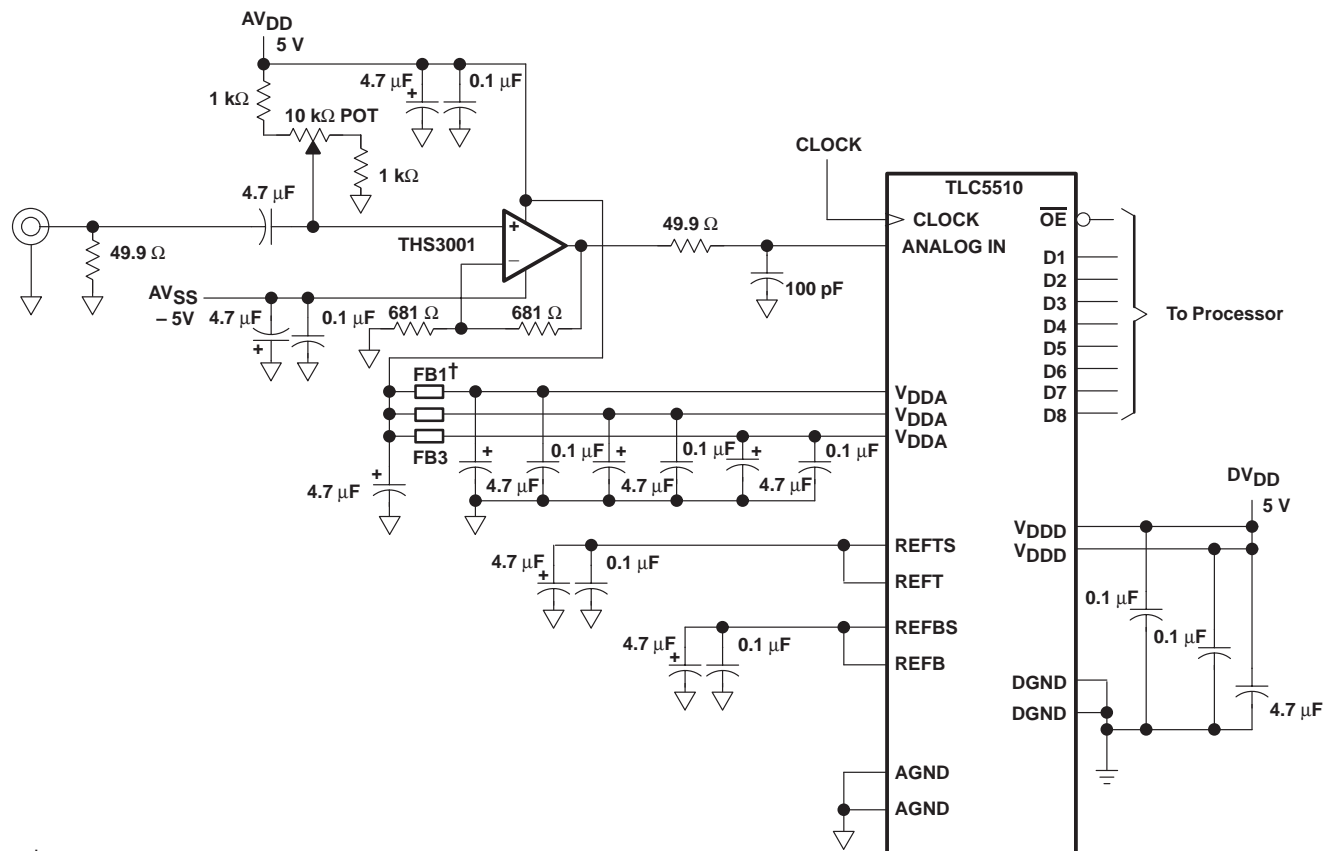 AVDD
5 V
4.7 µF
+
0.1 µF
1 kΩ
10 kΩ POT
1 kΩ
CLOCK
4.7 µF
TLC5510
CLOCK
OE
49.9 Ω
+
THS3001
–
49.9 Ω
ANALOG IN
D1
D2
D3
D4
D5
D6
D7
D8
To Processor
100 pF
AVSS
– 5V
4.7 µF
+
0.1 µF
681 Ω
681 Ω
FB1†
FB3
VDDA
VDDA
VDDA
+
0.1 µF
+
0.1 µF
+
0.1 µF
+
4.7 µF
4.7 µF
4.7 µF
4.7 µF
DVDD
5 V
VDDD
VDDD
REFTS
REFT
4.7 µF
+
0.1 µF
0.1 µF
0.1 µF
REFBS
REFB
4.7 µF
+
0.1 µF
DGND
DGND
4.7 µF
AGND
AGND